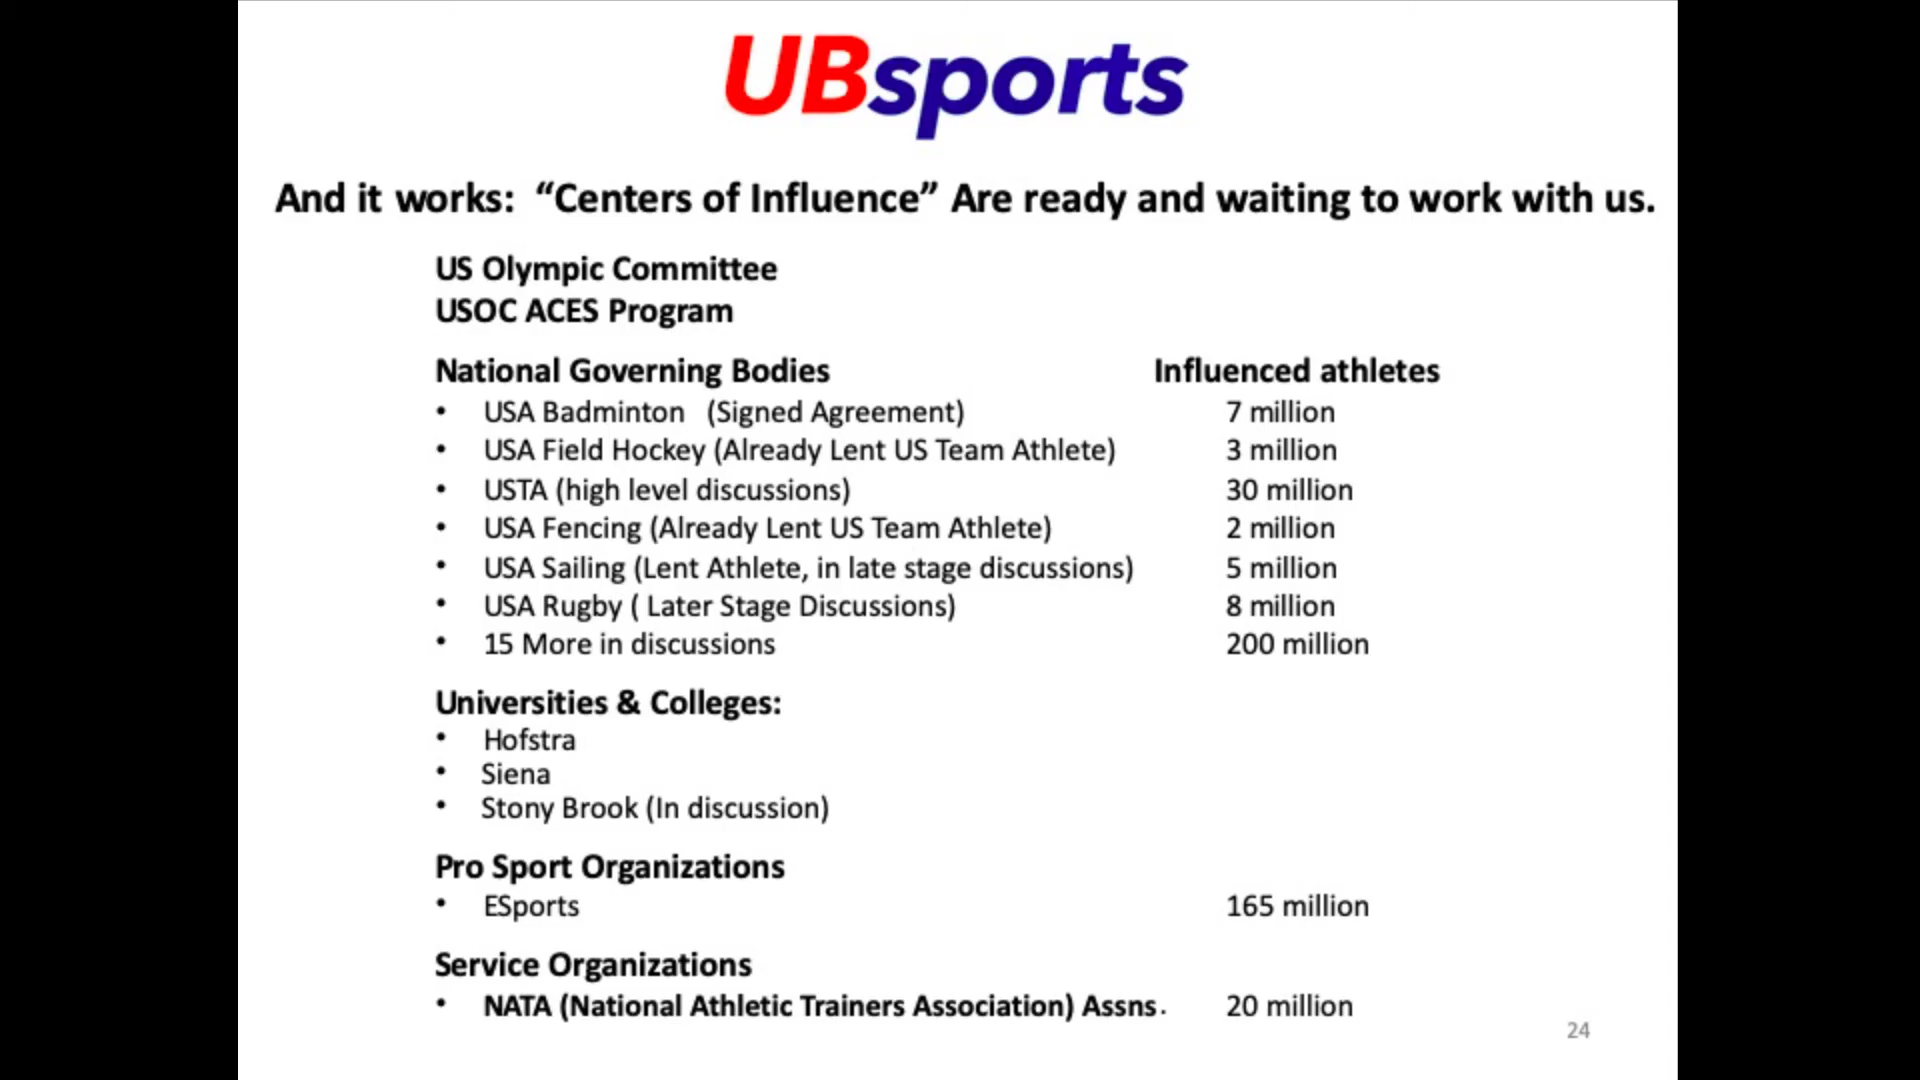 UBsports
And it works: “Centers of Influence” Are ready and waiting to work with us.
US Olympic Committee
USOC ACES Program
National Governing Bodies Influenced athletes
• USA Badminton (Signed Agreement) 7 million
• USA Field Hockey (Already Lent US Team Athlete) 3 million
• USTA (high level discussions) 30 million
• USA Fencing (Already Lent US Team Athlete) 2 million
• USA Sailing (Lent Athlete, in late stage discussions) 5 million
• USA Rugby ( Later Stage Discussions) 8 million
• 15 More in discussions 200 million
Universities & Colleges:
• Hofstra
• Siena
• Stony Brook (In discussion)
Pro Sport Organizations
• ESports 165 million
Service Organizations
• NATA (National Athletic Trainers Association) Assns. 20 million
24